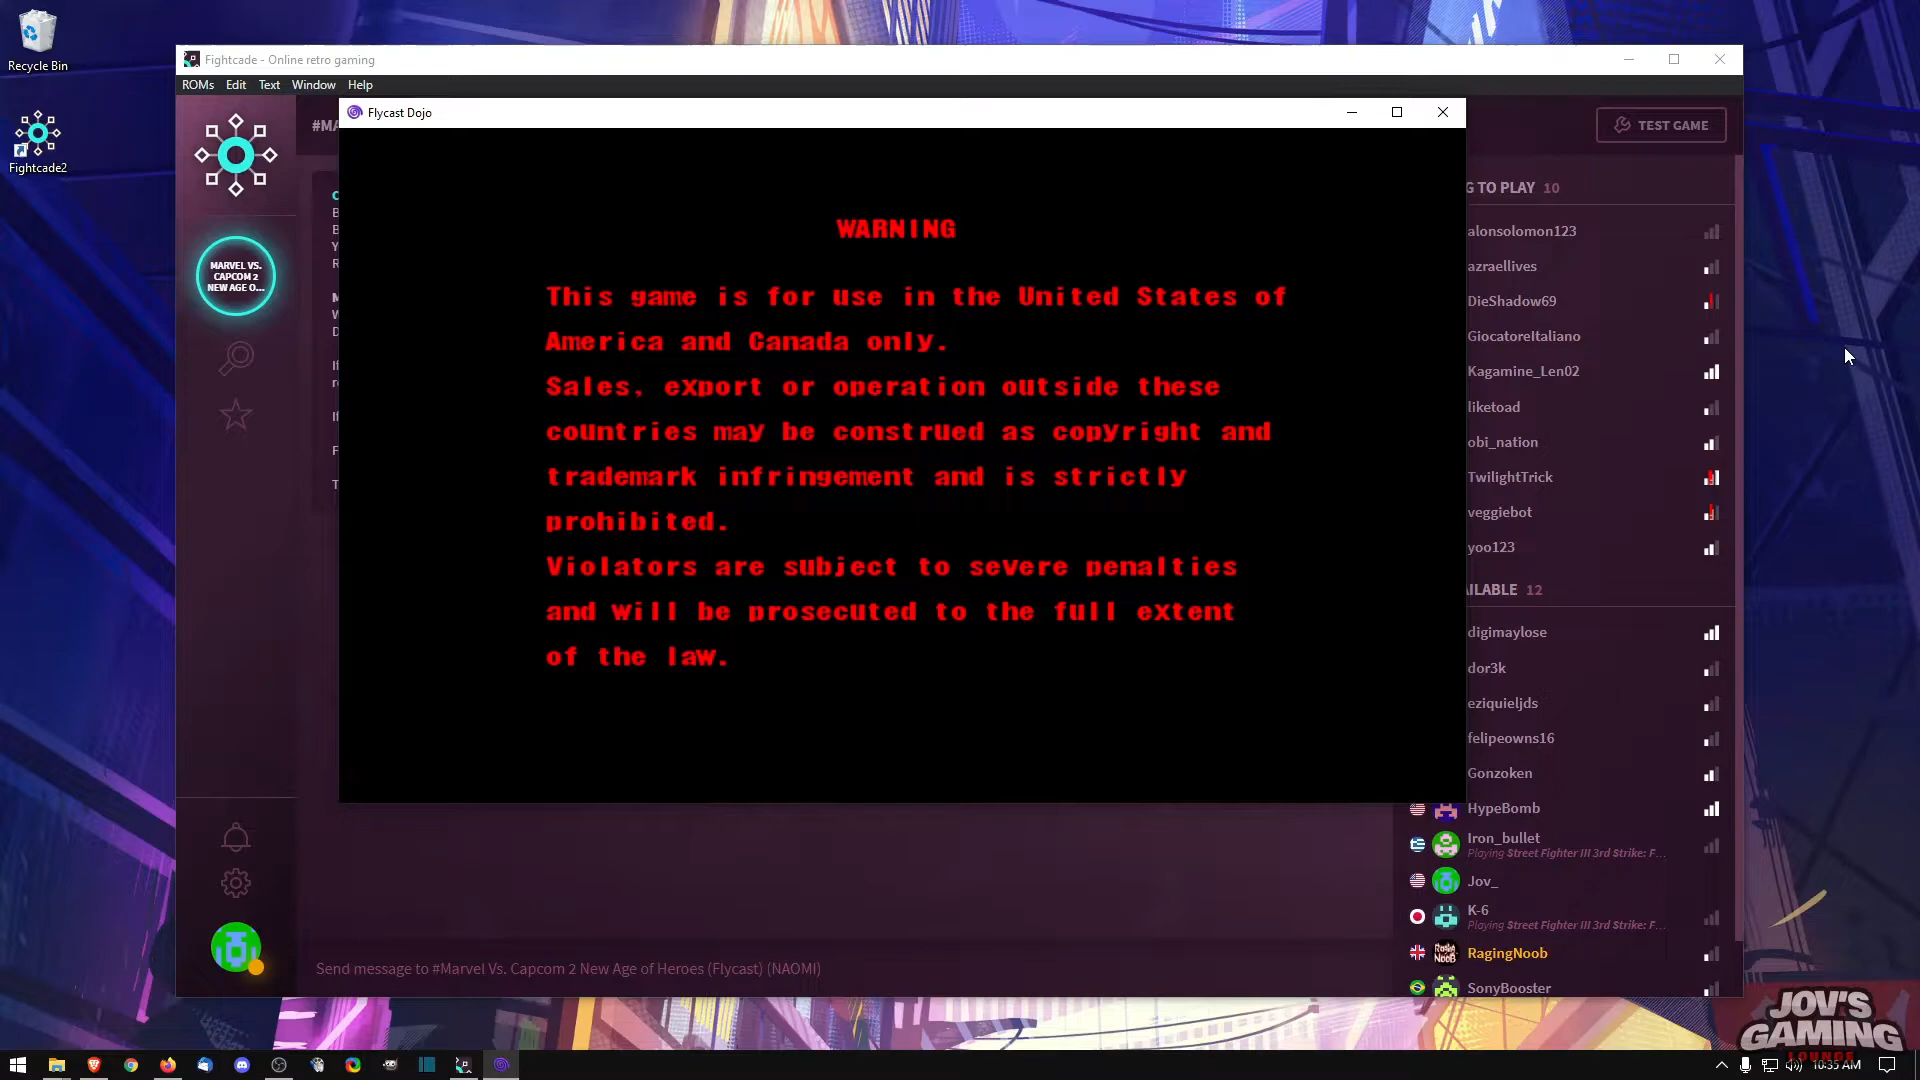 Recycle Bin
Fightcade2
Fightcade - Online retro gaming
ROMs Edit Text Window Help
Flycast Dojo
TEST GAME
MARVEL VS.
CAPCOM 2
NEW AGE O...
WARNING
This game is for use in the United States of
America and Canada only.
Sales, export or operation outside these
countries may be construed as copyright and
trademark infringement and is strictly
prohibited.
Violators are subject to severe penalties
and will be prosecuted to the full extent
of the law.
G TO PLAY 10
alonsolomon123
azraellives
DieShadow69
GiocatoreItaliano
Kagamine_Len02
liketoad
obi_nation
TwilightTrick
veggiebot
yoo123
ILABLE 12
digimaylose
dor3k
eziquieljds
felipeowns16
Gonzoken
HypeBomb
Iron_bullet
Playing Street Fighter III 3rd Strike: F...
Jov_
K-6
Playing Street Fighter III 3rd Strike: F...
RagingNoob
SonyBooster
Send message to #Marvel Vs. Capcom 2 New Age of Heroes (Flycast) (NAOMI)
JOV'S
GAMING
LOUNGE
10:35 AM